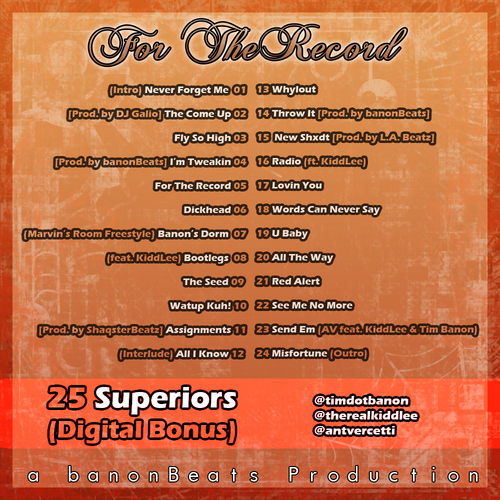 For TheRecord
[Intro] Never Forget Me 01
[Prod. by DJ Galio] The Come Up 02
Fly So High 03
[Prod. by banonBeats] I'm Tweakin 04
For The Record 05
Dickhead 06
[Marvin's Room Freestyle] Banon's Dorm 07
(feat. KiddLee) Bootlegs 08
The Seed 09
Watup Kuh! 10
[Prod. by ShaqsterBeatz] Assignments 11
(Interlude) All I Know 12
13 Whylout
14 Throw It [Prod. by banonBeats]
15 New Shxdt [Prod. by L.A. Beatz]
16 Radio (ft. KiddLee)
17 Lovin You
18 Words Can Never Say
19 U Baby
20 All The Way
21 Red Alert
22 See Me No More
23 Send Em (AV feat. KiddLee & Tim Banon)
24 Misfortune [Outro]
25 Superiors
(Digital Bonus)
@timdotbanon
@therealkiddlee
@antvercetti
a banonBeats Production